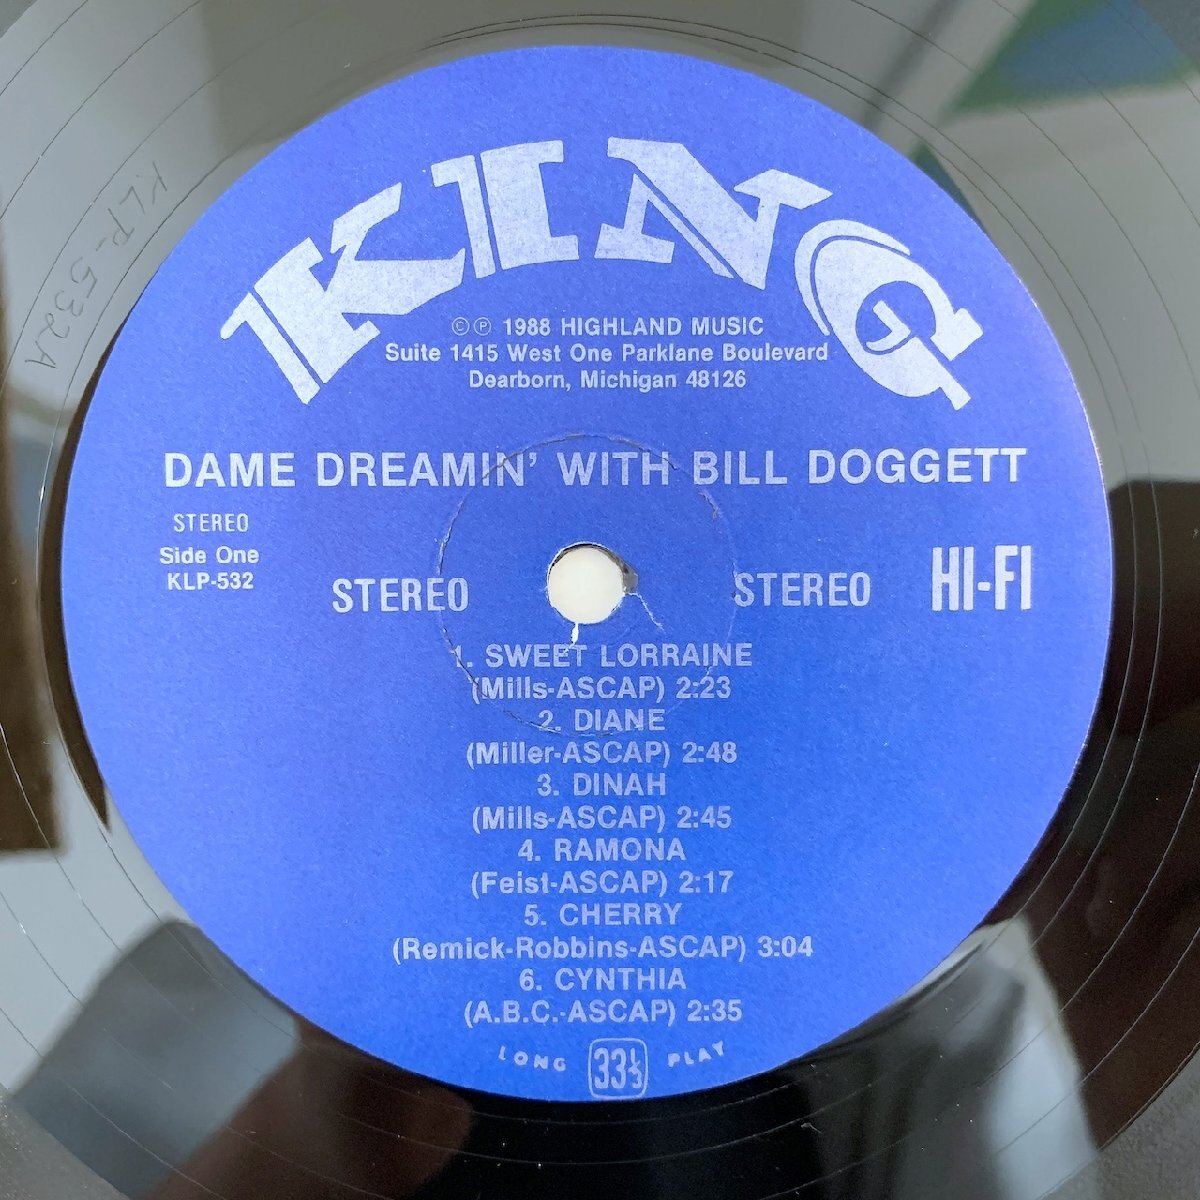 KING
©℗ 1988 HIGHLAND MUSIC
Suite 1415 West One Parklane Boulevard
Dearborn, Michigan 48126
DAME DREAMIN' WITH BILL DOGGETT
STEREO
Side One
KLP-532
STEREO STEREO HI-FI
1. SWEET LORRAINE
(Mills-ASCAP) 2:23
2. DIANE
(Miller-ASCAP) 2:48
3. DINAH
(Mills-ASCAP) 2:45
4. RAMONA
(Feist-ASCAP) 2:17
5. CHERRY
(Remick-Robbins-ASCAP) 3:04
6. CYNTHIA
(A.B.C.-ASCAP) 2:35
LONG 33⅓ PLAY
KLP-532A